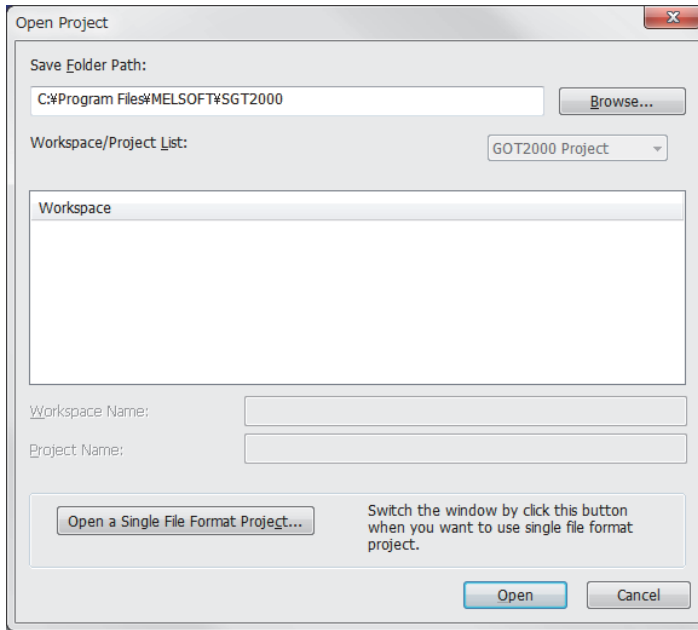 Open Project
Save Folder Path:
C:¥Program Files¥MELSOFT¥SGT2000
Browse...
Workspace/Project List:
GOT2000 Project
Workspace
Workspace Name:
Project Name:
Open a Single File Format Project...
Switch the window by click this button
when you want to use single file format
project.
Open
Cancel